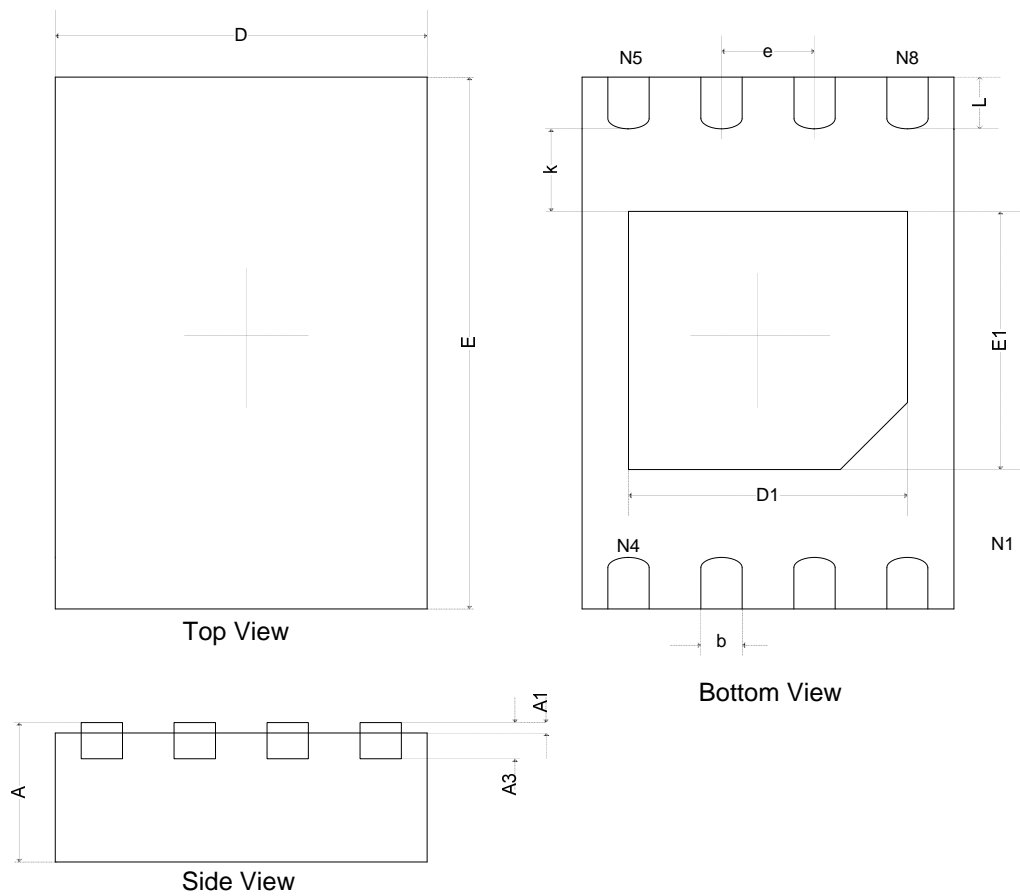 D
E
Top View
N5
e
N8
L
k
E1
D1
N4
N1
b
Bottom View
A
A1
A3
Side View